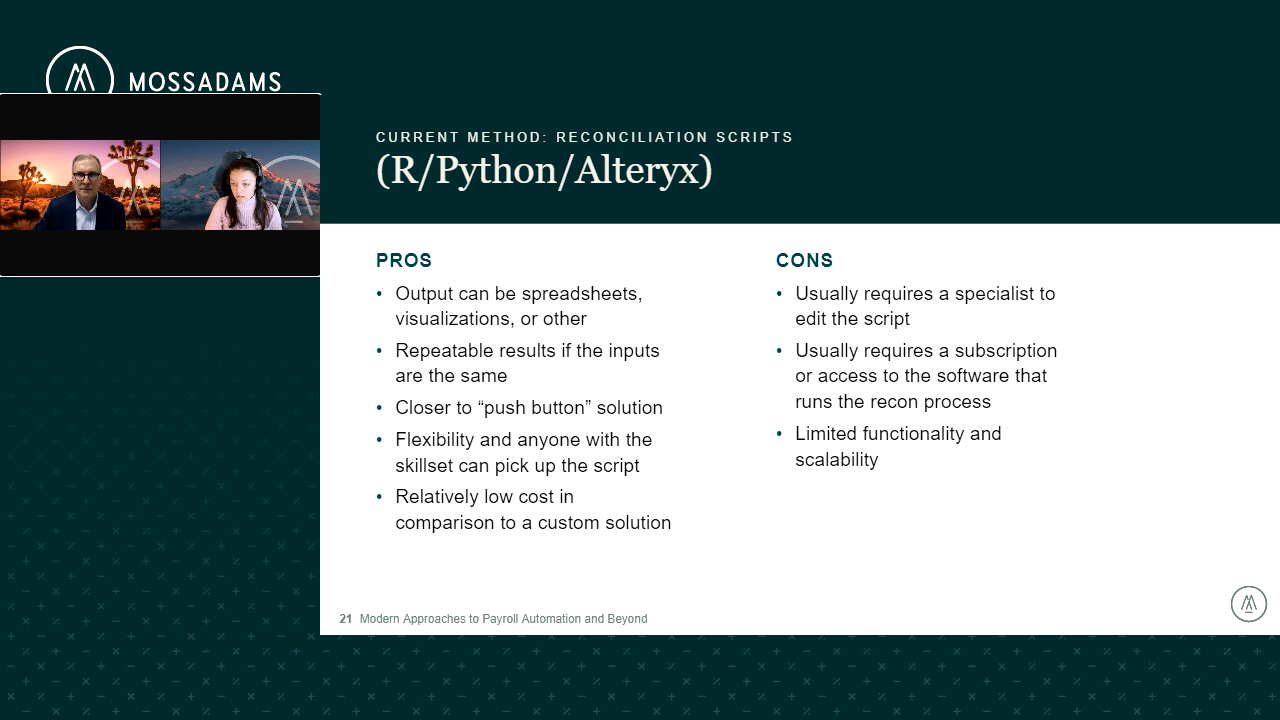 MOSSADAMS
CURRENT METHOD: RECONCILIATION SCRIPTS
(R/Python/Alteryx)
PROS
• Output can be spreadsheets,
visualizations, or other
• Repeatable results if the inputs
are the same
• Closer to “push button” solution
• Flexibility and anyone with the
skillset can pick up the script
• Relatively low cost in
comparison to a custom solution
CONS
• Usually requires a specialist to
edit the script
• Usually requires a subscription
or access to the software that
runs the recon process
• Limited functionality and
scalability
21 Modern Approaches to Payroll Automation and Beyond